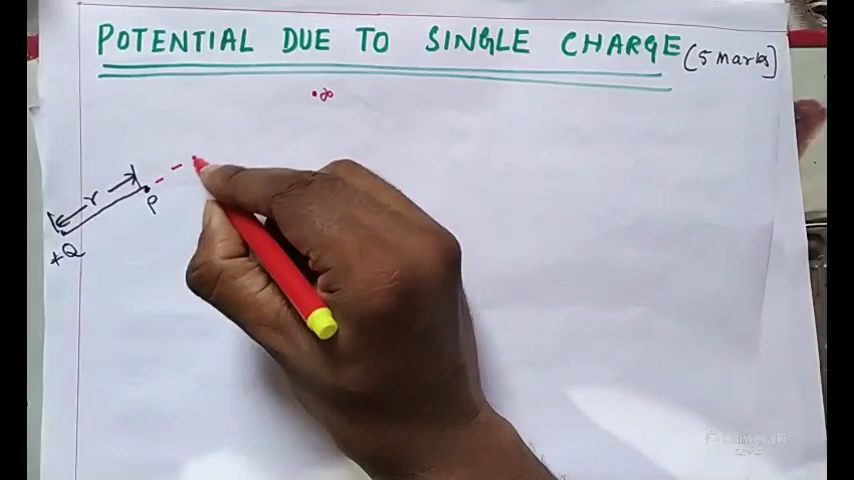 POTENTIAL DUE TO SINGLE CHARGE (5 Marks]
∞
r
P
+Q